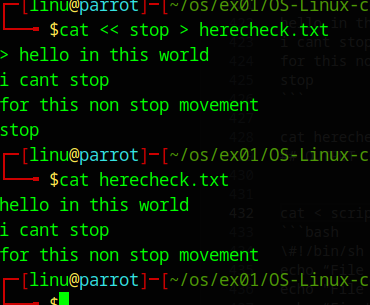 ┌─[linu@parrot]─[~/os/ex01/OS-Linux-c
└──╼ $cat << stop > herecheck.txt
> hello in this world
i cant stop
for this non stop movement
stop
┌─[linu@parrot]─[~/os/ex01/OS-Linux-c
└──╼ $cat herecheck.txt
hello in this world
i cant stop
for this non stop movement
┌─[linu@parrot]─[~/os/ex01/OS-Linux-c
└──╼ $